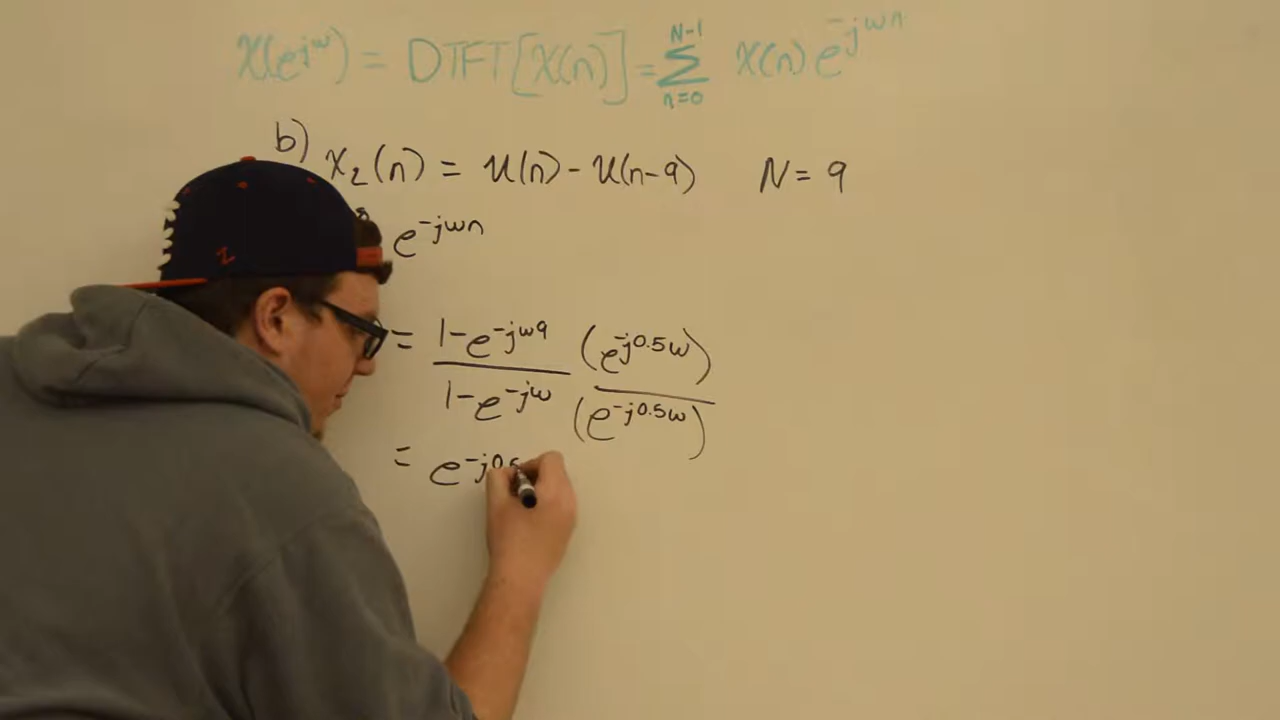 X(e^jω) = DTFT[X(n)] = Σ_{n=0}^{N-1} X(n) e^{-jωn}
b) x₂(n) = u(n) - u(n-9) N = 9
e^{-jωn}
= 1-e^{-jω9} (e^{-j0.5ω})
1-e^{-jω} (e^{-j0.5ω})
= e^{-j0.5